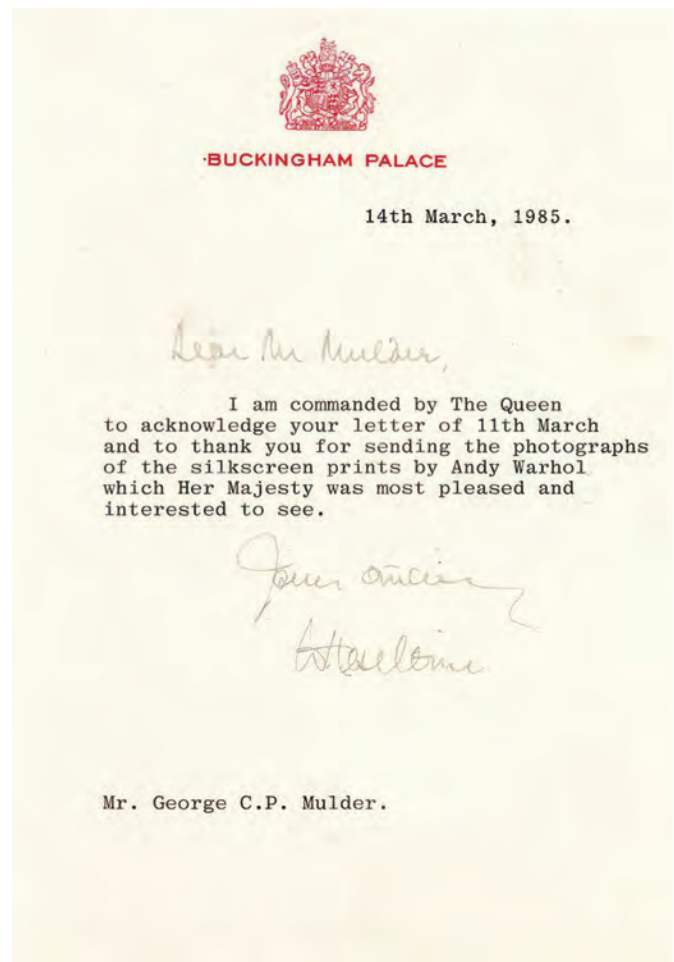 BUCKINGHAM PALACE
14th March, 1985.
Dear Mr Mulder,
I am commanded by The Queen
to acknowledge your letter of 11th March
and to thank you for sending the photographs
of the silkscreen prints by Andy Warhol
which Her Majesty was most pleased and
interested to see.
Yours sincerely
Mr. George C.P. Mulder.